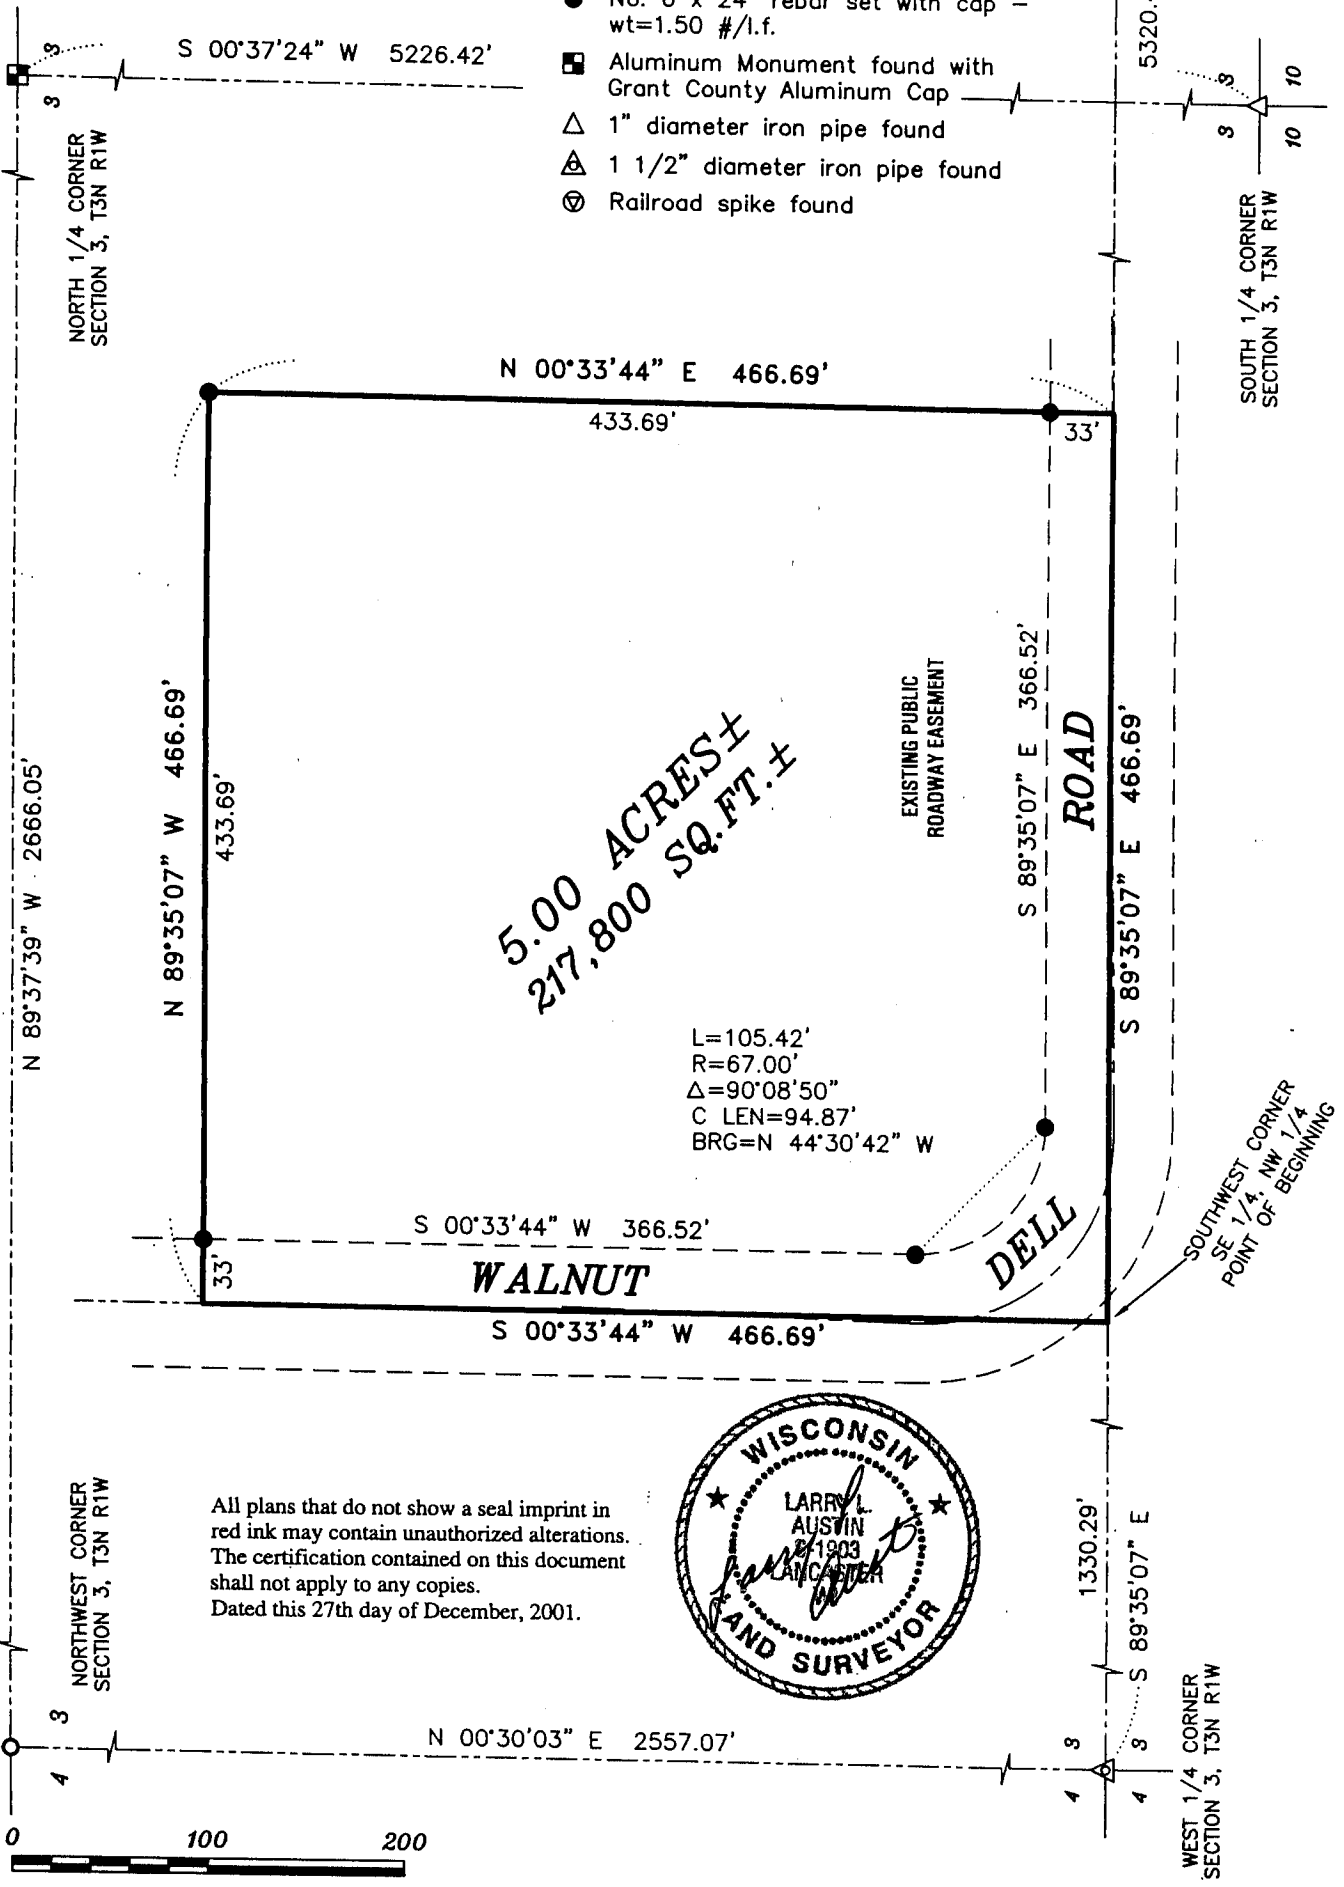 No. 6 x 24" rebar set with cap –
wt=1.50 #/l.f.
Aluminum Monument found with
Grant County Aluminum Cap
1" diameter iron pipe found
1 1/2" diameter iron pipe found
Railroad spike found
S 00°37'24" W 5226.42'
5320.
3
3
3
10
3
10
NORTH 1/4 CORNER
SECTION 3, T3N R1W
SOUTH 1/4 CORNER
SECTION 3, T3N R1W
N 00°33'44" E 466.69'
433.69'
33'
N 89°37'39" W 2666.05'
N 89°35'07" W 466.69'
433.69'
5.00 ACRES±
217,800 SQ.FT.±
EXISTING PUBLIC
ROADWAY EASEMENT
S 89°35'07" E 366.52'
ROAD
S 89°35'07" E 466.69'
L=105.42'
R=67.00'
Δ=90°08'50"
C LEN=94.87'
BRG=N 44°30'42" W
S 00°33'44" W 366.52'
33'
WALNUT
DELL
SOUTHWEST CORNER
SE 1/4, NW 1/4
POINT OF BEGINNING
S 00°33'44" W 466.69'
NORTHWEST CORNER
SECTION 3, T3N R1W
All plans that do not show a seal imprint in
red ink may contain unauthorized alterations.
The certification contained on this document
shall not apply to any copies.
Dated this 27th day of December, 2001.
WISCONSIN
LARRY L.
AUSTIN
S-1903
LANCASTER
LAND SURVEYOR
1330.29'
S 89°35'07" E
3
4
N 00°30'03" E 2557.07'
3
3
4
4
WEST 1/4 CORNER
SECTION 3, T3N R1W
0 100 200